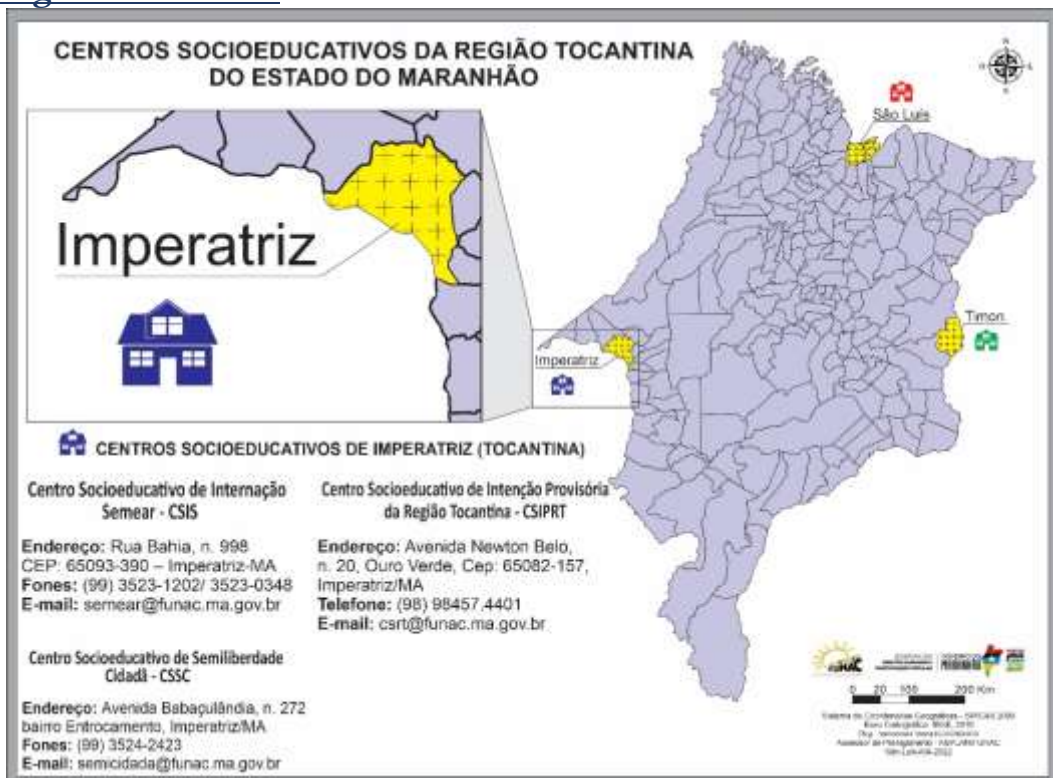 CENTROS SOCIOEDUCATIVOS DA REGIÃO TOCANTINA
DO ESTADO DO MARANHÃO
São Luís
Imperatriz
Timon
Imperatriz
CENTROS SOCIOEDUCATIVOS DE IMPERATRIZ (TOCANTINA)
Centro Socioeducativo de Internação
Semear - CSIS
Endereço: Rua Bahia, n. 998
CEP: 65093-390 – Imperatriz-MA
Fones: (99) 3523-1202/ 3523-0348
E-mail: semear@funac.ma.gov.br
Centro Socioeducativo de Intenção Provisória
da Região Tocantina - CSIPRT
Endereço: Avenida Newton Belo,
n. 20, Ouro Verde, Cep: 65082-157,
Imperatriz/MA
Telefone: (98) 98457.4401
E-mail: csrt@funac.ma.gov.br
Centro Socioeducativo de Semiliberdade
Cidadã - CSSC
Endereço: Avenida Babaçulândia, n. 272
bairro Entrocamento, Imperatriz/MA
Fones: (99) 3524-2423
E-mail: semicidada@funac.ma.gov.br
0 20 100 200 Km